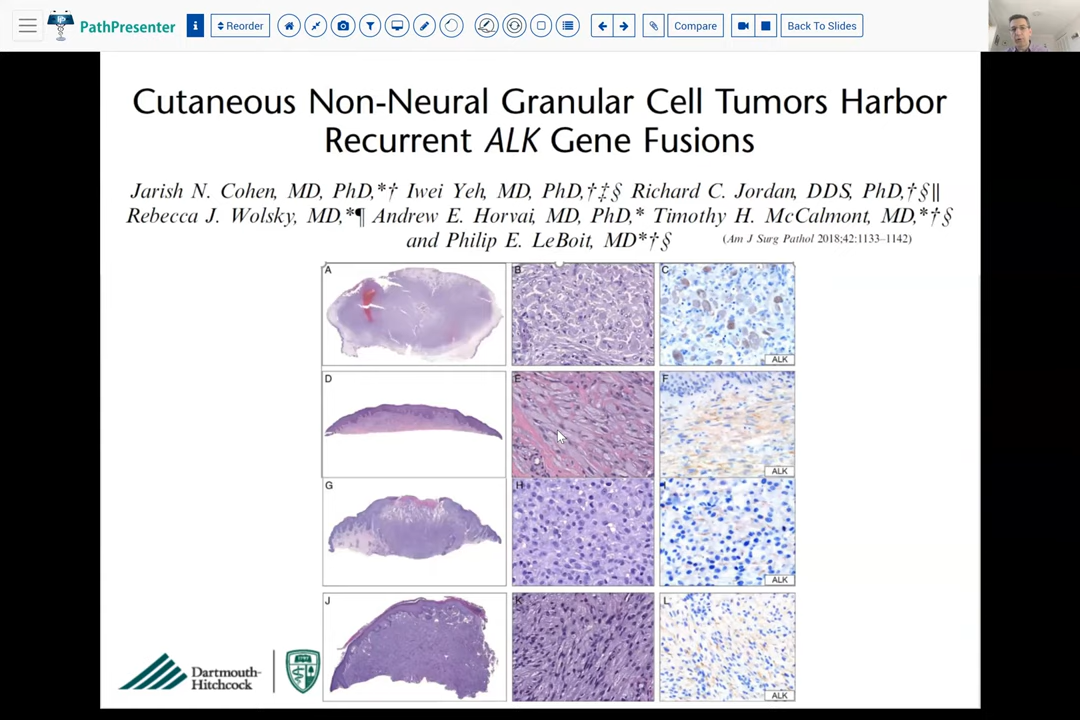 PathPresenter
i
Reorder
Compare
Back To Slides
Cutaneous Non-Neural Granular Cell Tumors Harbor
Recurrent ALK Gene Fusions
Jarish N. Cohen, MD, PhD,*† Iwei Yeh, MD, PhD,†‡§ Richard C. Jordan, DDS, PhD,†§∥
Rebecca J. Wolsky, MD,*¶ Andrew E. Horvai, MD, PhD,* Timothy H. McCalmont, MD,*†§
and Philip E. LeBoit, MD*†§
(Am J Surg Pathol 2018;42:1133–1142)
A
B
C
ALK
D
E
F
ALK
G
H
I
ALK
J
K
L
ALK
Dartmouth-
Hitchcock